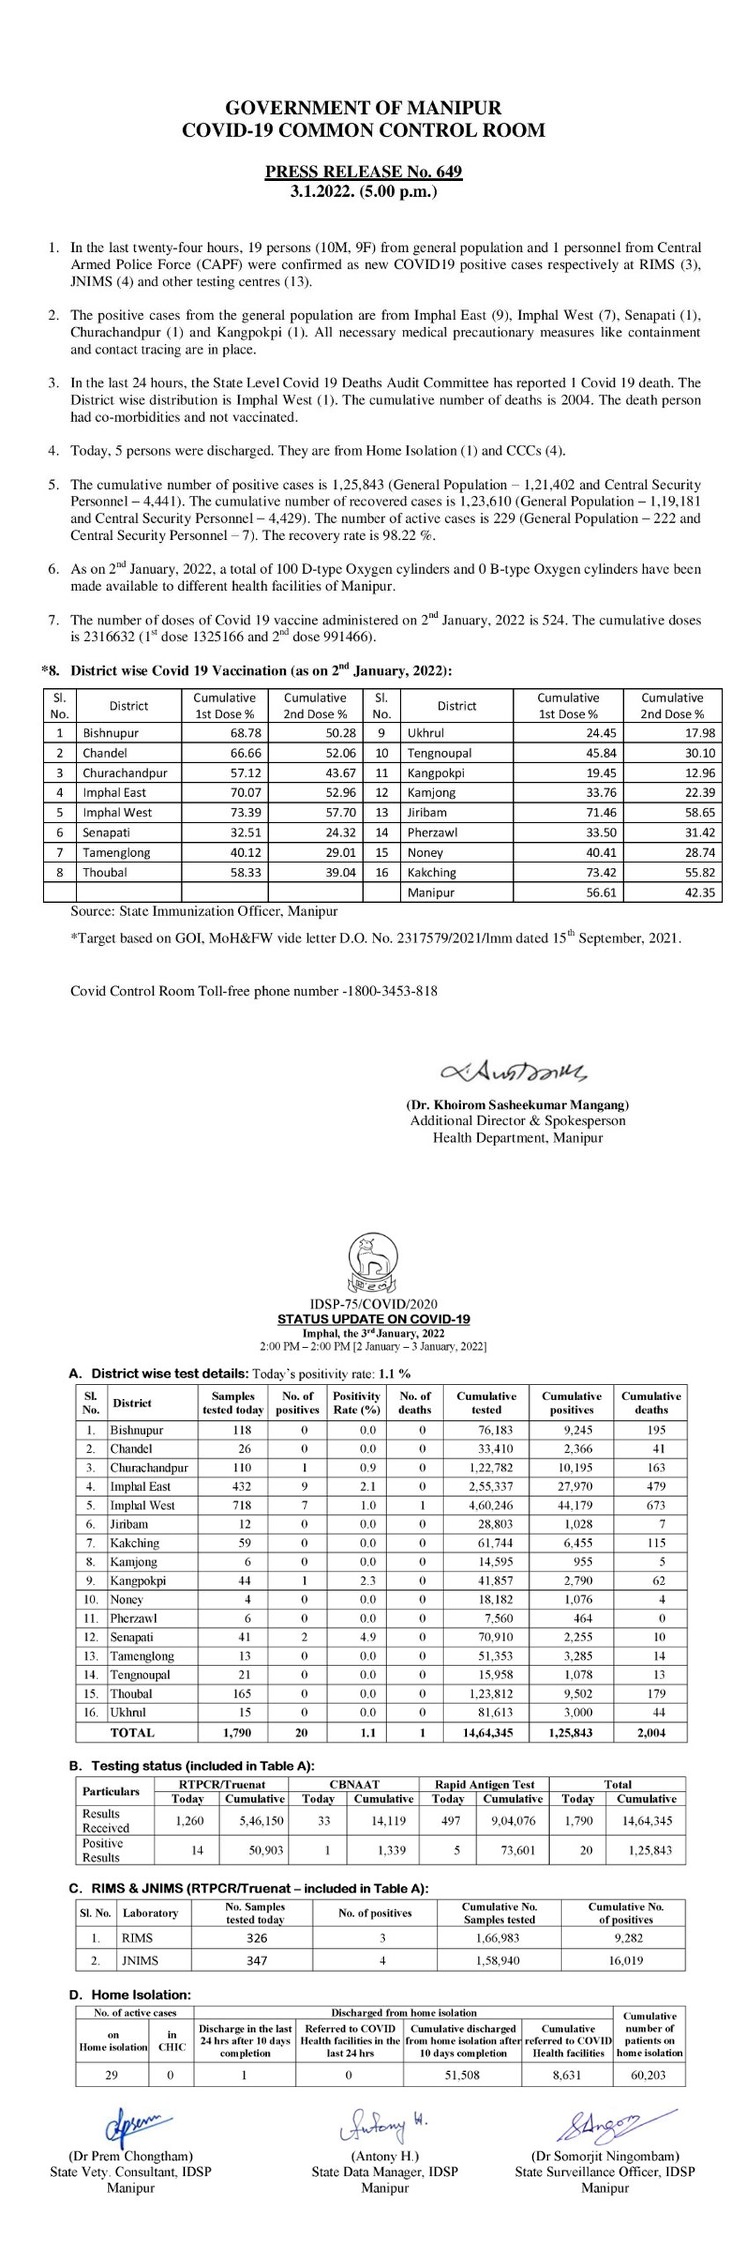 GOVERNMENT OF MANIPUR
COVID-19 COMMON CONTROL ROOM
PRESS RELEASE No. 649
3.1.2022. (5.00 p.m.)
1. In the last twenty-four hours, 19 persons (10M, 9F) from general population and 1 personnel from Central
Armed Police Force (CAPF) were confirmed as new COVID19 positive cases respectively at RIMS (3),
JNIMS (4) and other testing centres (13).
2. The positive cases from the general population are from Imphal East (9), Imphal West (7), Senapati (1),
Churachandpur (1) and Kangpokpi (1). All necessary medical precautionary measures like containment
and contact tracing are in place.
3. In the last 24 hours, the State Level Covid 19 Deaths Audit Committee has reported 1 Covid 19 death. The
District wise distribution is Imphal West (1). The cumulative number of deaths is 2004. The death person
had co-morbidities and not vaccinated.
4. Today, 5 persons were discharged. They are from Home Isolation (1) and CCCs (4).
5. The cumulative number of positive cases is 1,25,843 (General Population – 1,21,402 and Central Security
Personnel – 4,441). The cumulative number of recovered cases is 1,23,610 (General Population – 1,19,181
and Central Security Personnel – 4,429). The number of active cases is 229 (General Population – 222 and
Central Security Personnel – 7). The recovery rate is 98.22 %.
6. As on 2nd January, 2022, a total of 100 D-type Oxygen cylinders and 0 B-type Oxygen cylinders have been
made available to different health facilities of Manipur.
7. The number of doses of Covid 19 vaccine administered on 2nd January, 2022 is 524. The cumulative doses
is 2316632 (1st dose 1325166 and 2nd dose 991466).
*8. District wise Covid 19 Vaccination (as on 2nd January, 2022):
Sl. No. District Cumulative 1st Dose % Cumulative 2nd Dose % Sl. No. District Cumulative 1st Dose % Cumulative 2nd Dose %
1 Bishnupur 68.78 50.28 9 Ukhrul 24.45 17.98
2 Chandel 66.66 52.06 10 Tengnoupal 45.84 30.10
3 Churachandpur 57.12 43.67 11 Kangpokpi 19.45 12.96
4 Imphal East 70.07 52.96 12 Kamjong 33.76 22.39
5 Imphal West 73.39 57.70 13 Jiribam 71.46 58.65
6 Senapati 32.51 24.32 14 Pherzawl 33.50 31.42
7 Tamenglong 40.12 29.01 15 Noney 40.41 28.74
8 Thoubal 58.33 39.04 16 Kakching 73.42 55.82
Manipur 56.61 42.35
Source: State Immunization Officer, Manipur
*Target based on GOI, MoH&FW vide letter D.O. No. 2317579/2021/Imm dated 15th September, 2021.
Covid Control Room Toll-free phone number -1800-3453-818
(Dr. Khoirom Sasheekumar Mangang)
Additional Director & Spokesperson
Health Department, Manipur
IDSP-75/COVID/2020
STATUS UPDATE ON COVID-19
Imphal, the 3rd January, 2022
2:00 PM – 2:00 PM [2 January – 3 January, 2022]
A. District wise test details: Today's positivity rate: 1.1 %
Sl. No. District Samples tested today No. of positives Positivity Rate (%) No. of deaths Cumulative tested Cumulative positives Cumulative deaths
1. Bishnupur 118 0 0.0 0 76,183 9,245 195
2. Chandel 26 0 0.0 0 33,410 2,366 41
3. Churachandpur 110 1 0.9 0 1,22,782 10,195 163
4. Imphal East 432 9 2.1 0 2,55,337 27,970 479
5. Imphal West 718 7 1.0 1 4,60,246 44,179 673
6. Jiribam 12 0 0.0 0 28,803 1,028 7
7. Kakching 59 0 0.0 0 61,744 6,455 115
8. Kamjong 6 0 0.0 0 14,595 955 5
9. Kangpokpi 44 1 2.3 0 41,857 2,790 62
10. Noney 4 0 0.0 0 18,182 1,076 4
11. Pherzawl 6 0 0.0 0 7,560 464 0
12. Senapati 41 2 4.9 0 70,910 2,255 10
13. Tamenglong 13 0 0.0 0 51,353 3,285 14
14. Tengnoupal 21 0 0.0 0 15,958 1,078 13
15. Thoubal 165 0 0.0 0 1,23,812 9,502 179
16. Ukhrul 15 0 0.0 0 81,613 3,000 44
TOTAL 1,790 20 1.1 1 14,64,345 1,25,843 2,004
B. Testing status (included in Table A):
Particulars RTPCR/Truenat CBNAAT Rapid Antigen Test Total
Today Cumulative Today Cumulative Today Cumulative Today Cumulative
Results Received 1,260 5,46,150 33 14,119 497 9,04,076 1,790 14,64,345
Positive Results 14 50,903 1 1,339 5 73,601 20 1,25,843
C. RIMS & JNIMS (RTPCR/Truenat – included in Table A):
Sl. No. Laboratory No. Samples tested today No. of positives Cumulative No. Samples tested Cumulative No. of positives
1. RIMS 326 3 1,66,983 9,282
2. JNIMS 347 4 1,58,940 16,019
D. Home Isolation:
No. of active cases Discharged from home isolation Cumulative number of patients on home isolation
on Home isolation in CHIC Discharge in the last 24 hrs after 10 days completion Referred to COVID Health facilities in the last 24 hrs Cumulative discharged from home isolation after 10 days completion Cumulative referred to COVID Health facilities
29 0 1 0 51,508 8,631 60,203
Antony H.
(Dr Prem Chongtham) (Antony H.) (Dr Somorjit Ningombam)
State Vety. Consultant, IDSP State Data Manager, IDSP State Surveillance Officer, IDSP
Manipur Manipur Manipur